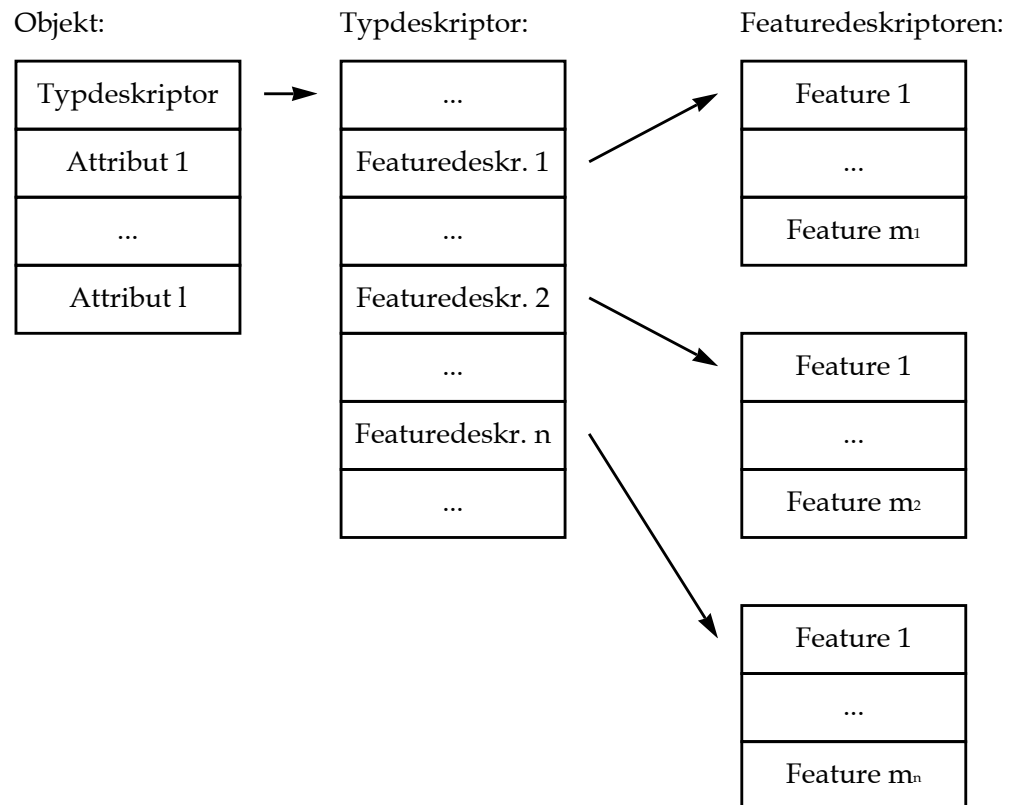 Objekt:
Typdeskriptor
Attribut 1
...
Attribut l
Typdeskriptor:
...
Featuredeskr. 1
...
Featuredeskr. 2
...
Featuredeskr. n
...
Featuredeskriptoren:
Feature 1
...
Feature m₁
Feature 1
...
Feature m₂
Feature 1
...
Feature mₙ